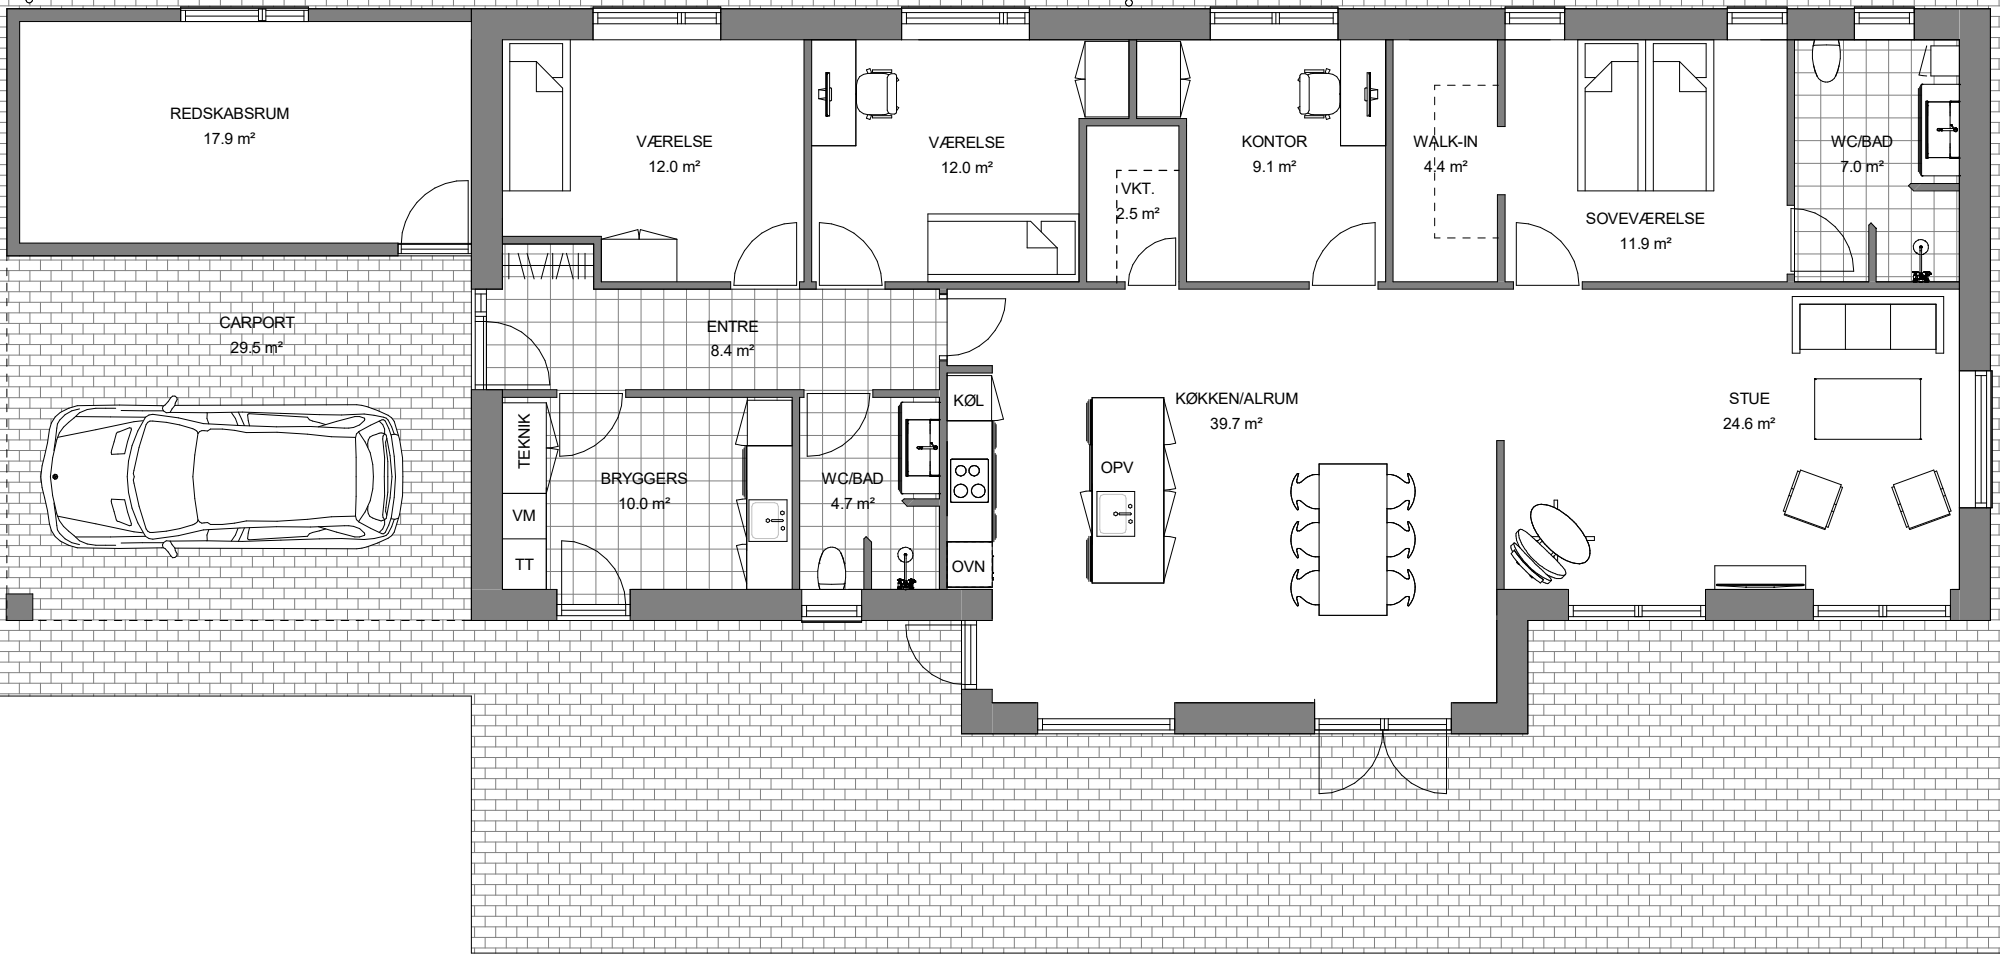 REDSKABSRUM
17.9 m²
VÆRELSE
12.0 m²
VÆRELSE
12.0 m²
VKT.
2.5 m²
KONTOR
9.1 m²
WALK-IN
4.4 m²
SOVEVÆRELSE
11.9 m²
WC/BAD
7.0 m²
CARPORT
29.5 m²
ENTRE
8.4 m²
TEKNIK
VM
TT
BRYGGERS
10.0 m²
WC/BAD
4.7 m²
KØL
OVN
OPV
KØKKEN/ALRUM
39.7 m²
STUE
24.6 m²